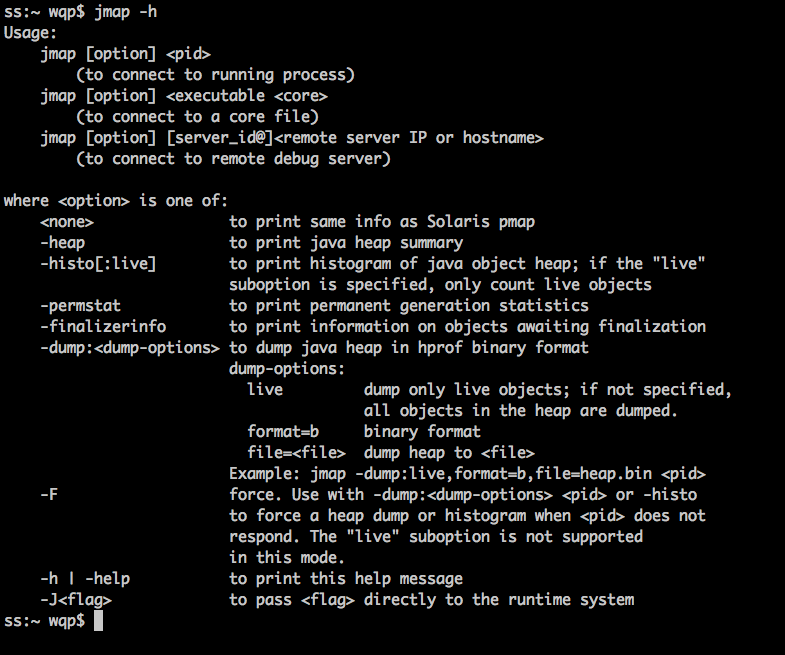 ss:~ wqp$ jmap -h
Usage:
    jmap [option] <pid>
        (to connect to running process)
    jmap [option] <executable <core>
        (to connect to a core file)
    jmap [option] [server_id@]<remote server IP or hostname>
        (to connect to remote debug server)

where <option> is one of:
    <none>               to print same info as Solaris pmap
    -heap                to print java heap summary
    -histo[:live]        to print histogram of java object heap; if the "live"
                         suboption is specified, only count live objects
    -permstat            to print permanent generation statistics
    -finalizerinfo       to print information on objects awaiting finalization
    -dump:<dump-options> to dump java heap in hprof binary format
                         dump-options:
                           live         dump only live objects; if not specified,
                                        all objects in the heap are dumped.
                           format=b     binary format
                           file=<file>  dump heap to <file>
                         Example: jmap -dump:live,format=b,file=heap.bin <pid>
    -F                   force. Use with -dump:<dump-options> <pid> or -histo
                         to force a heap dump or histogram when <pid> does not
                         respond. The "live" suboption is not supported
                         in this mode.
    -h | -help           to print this help message
    -J<flag>             to pass <flag> directly to the runtime system
ss:~ wqp$